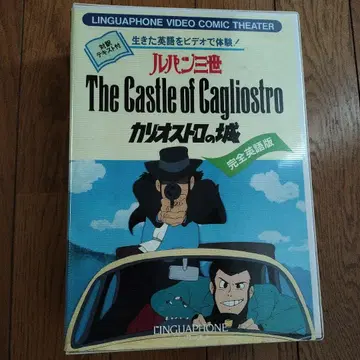 LINGUAPHONE VIDEO COMIC THEATER
対訳
テキスト付
生きた英語をビデオで体験!
ルパン三世
The Castle of Cagliostro
カリオストロの城
完全英語版
LINGUAPHONE